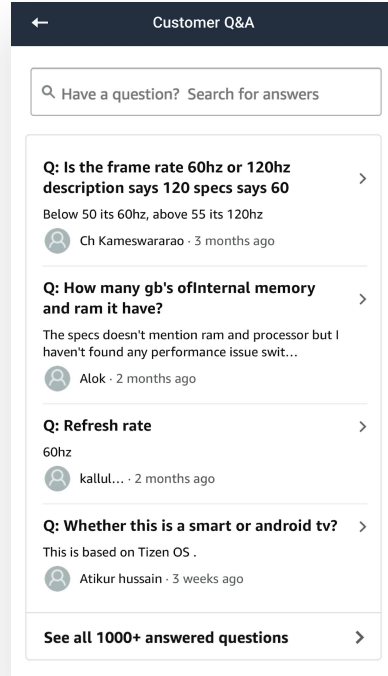 Customer Q&A
Have a question? Search for answers
Q: Is the frame rate 60hz or 120hz
description says 120 specs says 60
Below 50 its 60hz, above 55 its 120hz
Ch Kameswararao · 3 months ago
Q: How many gb's ofInternal memory
and ram it have?
The specs doesn't mention ram and processor but I
haven't found any performance issue swit...
Alok · 2 months ago
Q: Refresh rate
60hz
kallul... · 2 months ago
Q: Whether this is a smart or android tv?
This is based on Tizen OS .
Atikur hussain · 3 weeks ago
See all 1000+ answered questions